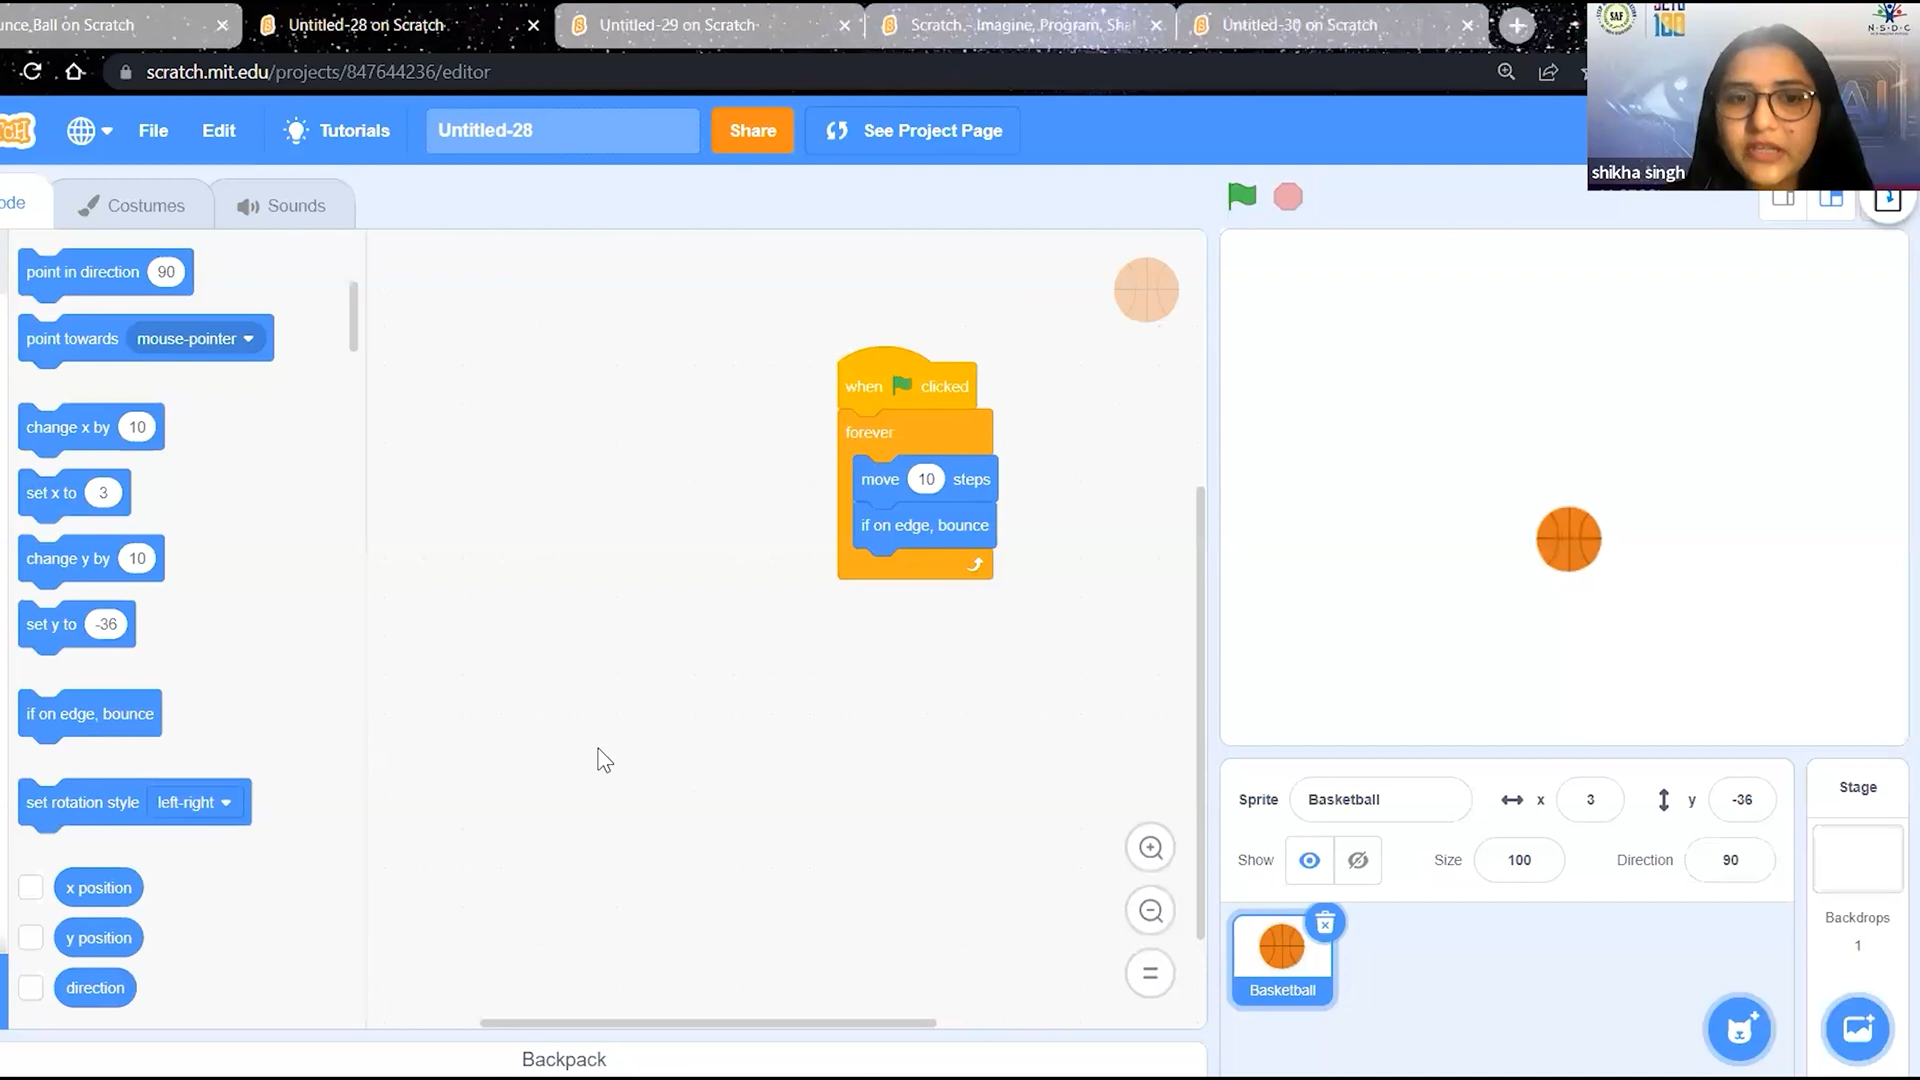 unce_Ball on Scratch
Untitled-28 on Scratch
Untitled-29 on Scratch
Scratch - Imagine, Program, Sha
Untitled-30 on Scratch
scratch.mit.edu/projects/847644236/editor
SAF
100
N·S·D·C
shikha singh
File
Edit
Tutorials
Untitled-28
Share
See Project Page
ode
Costumes
Sounds
point in direction 90
point towards mouse-pointer
change x by 10
set x to 3
change y by 10
set y to -36
if on edge, bounce
set rotation style left-right
x position
y position
direction
when clicked
forever
move 10 steps
if on edge, bounce
Backpack
Sprite Basketball x 3 y -36
Show Size 100 Direction 90
Basketball
Stage
Backdrops
1